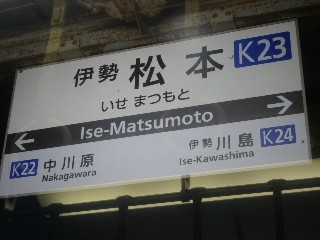 伊勢 松本 K23
いせ まつもと
Ise-Matsumoto
K22 中川原 伊勢 川島 K24
Nakagawara Ise-Kawashima